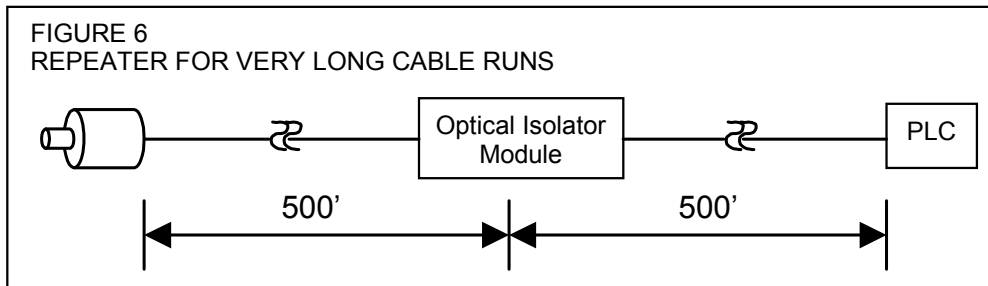 FIGURE 6
REPEATER FOR VERY LONG CABLE RUNS
Optical Isolator
Module
PLC
500’
500’